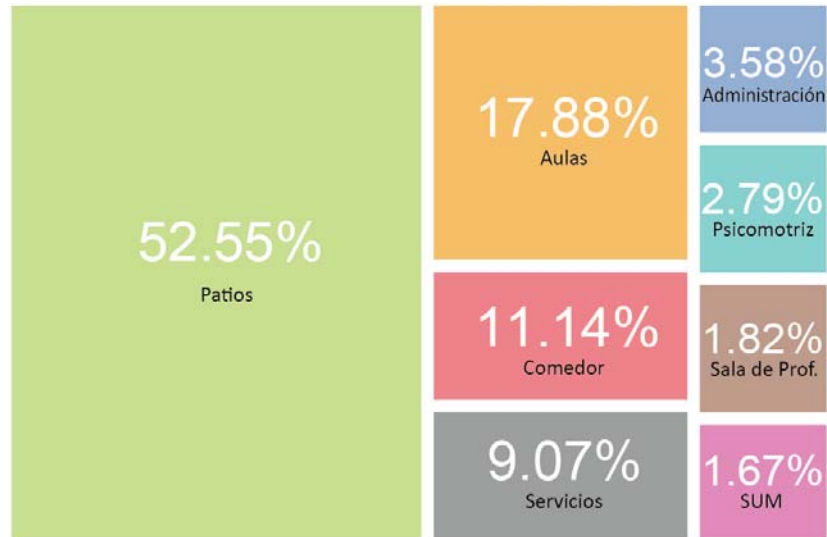 52.55%
Patios
17.88%
Aulas
11.14%
Comedor
9.07%
Servicios
3.58%
Administración
2.79%
Psicomotriz
1.82%
Sala de Prof.
1.67%
SUM